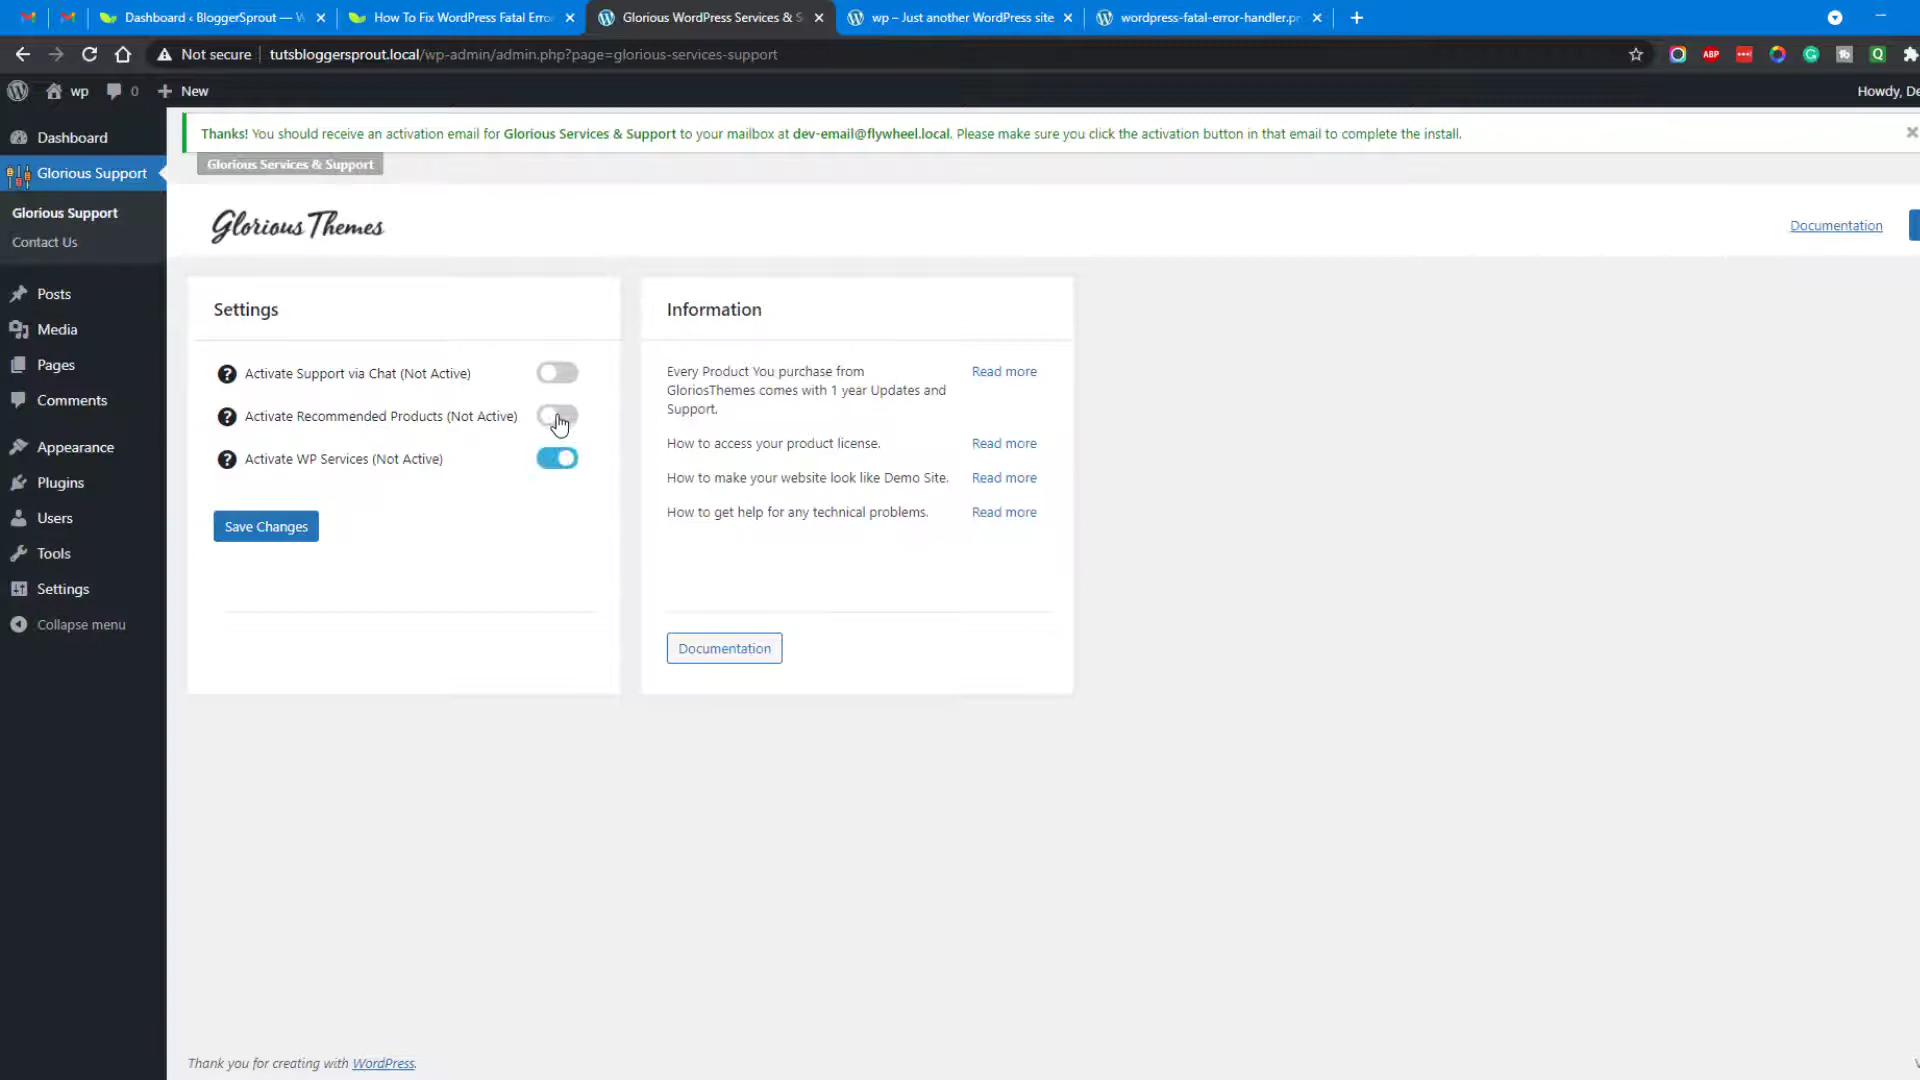 Dashboard ‹ BloggerSprout — W
How To Fix WordPress Fatal Erro
Glorious WordPress Services & S
wp – Just another WordPress site
wordpress-fatal-error-handler.pr
Not secure
tutsbloggersprout.local/wp-admin/admin.php?page=glorious-services-support
ABP
wp
0
New
Howdy, De
Dashboard
Glorious Support
Glorious Support
Contact Us
Posts
Media
Pages
Comments
Appearance
Plugins
Users
Tools
Settings
Collapse menu
Thanks! You should receive an activation email for Glorious Services & Support to your mailbox at dev-email@flywheel.local. Please make sure you click the activation button in that email to complete the install.
Glorious Services & Support
Glorious Themes
Documentation
Settings
Activate Support via Chat (Not Active)
Activate Recommended Products (Not Active)
Activate WP Services (Not Active)
Save Changes
Information
Every Product You purchase from
GloriosThemes comes with 1 year Updates and
Support.
Read more
How to access your product license.
Read more
How to make your website look like Demo Site.
Read more
How to get help for any technical problems.
Read more
Documentation
Thank you for creating with WordPress.